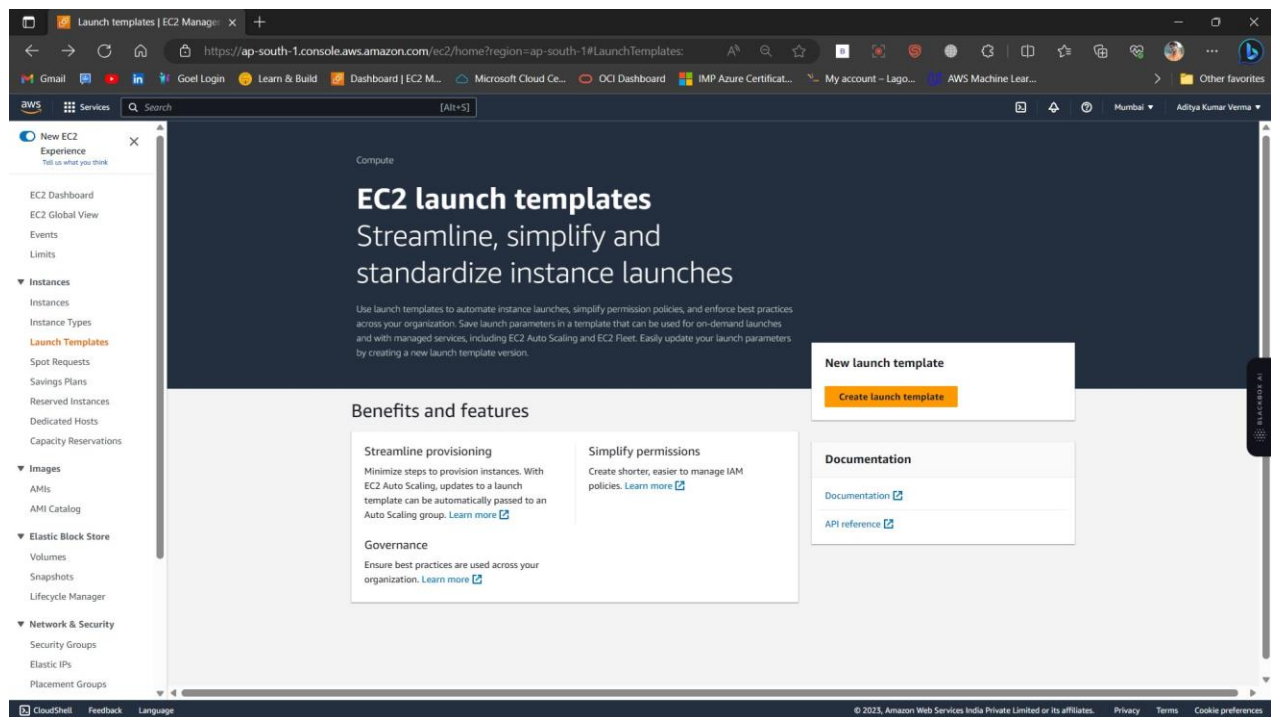 Launch templates | EC2 Manager
https://ap-south-1.console.aws.amazon.com/ec2/home?region=ap-south-1#LaunchTemplates:
Gmail
in
Goel Login
Learn & Build
Dashboard | EC2 M...
Microsoft Cloud Ce...
OCI Dashboard
IMP Azure Certificat...
My account – Lago...
AWS Machine Lear...
Other favorites
aws
Services
Search
[Alt+S]
Mumbai
Aditya Kumar Verma
New EC2
Experience
Tell us what you think
EC2 Dashboard
EC2 Global View
Events
Limits
Instances
Instances
Instance Types
Launch Templates
Spot Requests
Savings Plans
Reserved Instances
Dedicated Hosts
Capacity Reservations
Images
AMIs
AMI Catalog
Elastic Block Store
Volumes
Snapshots
Lifecycle Manager
Network & Security
Security Groups
Elastic IPs
Placement Groups
Compute
EC2 launch templates
Streamline, simplify and
standardize instance launches
Use launch templates to automate instance launches, simplify permission policies, and enforce best practices
across your organization. Save launch parameters in a template that can be used for on-demand launches
and with managed services, including EC2 Auto Scaling and EC2 Fleet. Easily update your launch parameters
by creating a new launch template version.
New launch template
Create launch template
Benefits and features
Streamline provisioning
Minimize steps to provision instances. With
EC2 Auto Scaling, updates to a launch
template can be automatically passed to an
Auto Scaling group. Learn more
Simplify permissions
Create shorter, easier to manage IAM
policies. Learn more
Governance
Ensure best practices are used across your
organization. Learn more
Documentation
Documentation
API reference
BLACKBOX AI
CloudShell
Feedback
Language
© 2023, Amazon Web Services India Private Limited or its affiliates.
Privacy
Terms
Cookie preferences